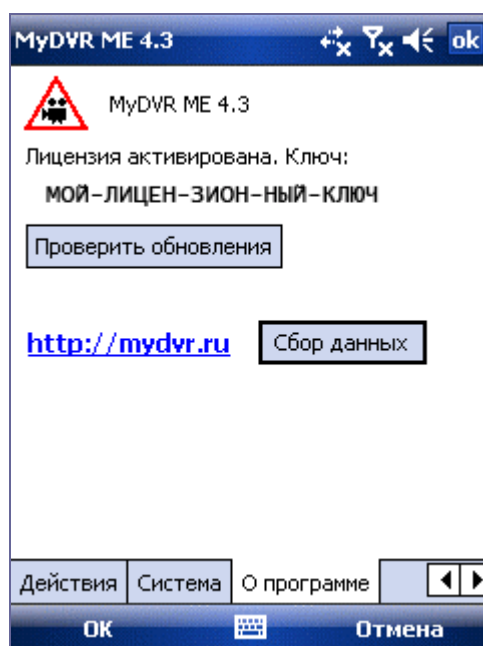 MyDVR ME 4.3
ok
MyDVR ME 4.3
Лицензия активирована. Ключ:
МОЙ-ЛИЦЕН-ЗИОН-НЫЙ-КЛЮЧ
Проверить обновления
http://mydvr.ru Сбор данных
Действия Система О программе
ОК Отмена